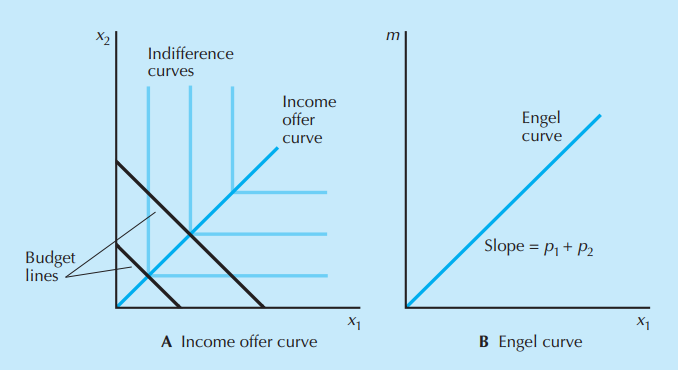 x₂
Indifference
curves
Income
offer
curve
Budget
lines
x₁
A Income offer curve
m
Engel
curve
Slope = p₁ + p₂
x₁
B Engel curve